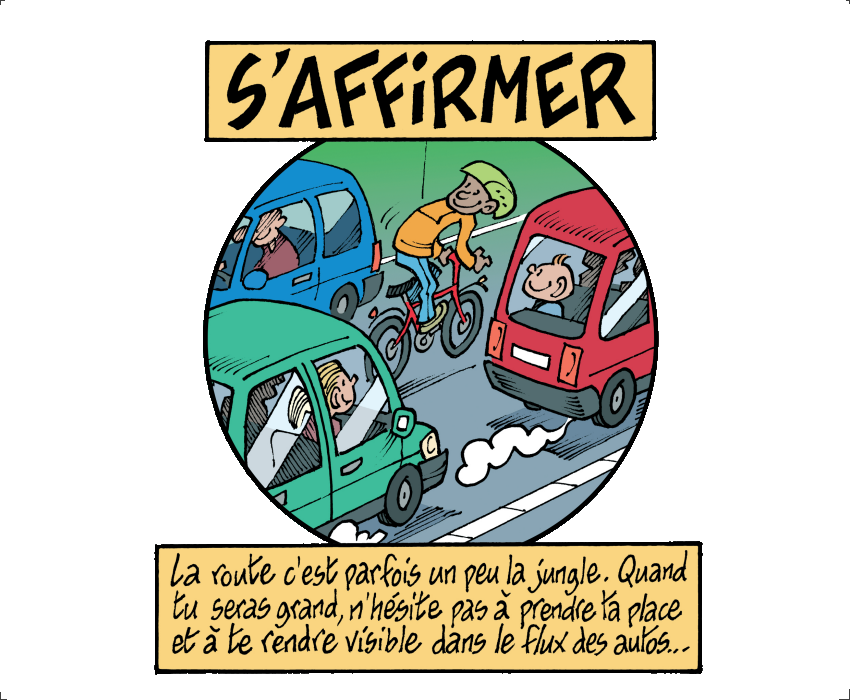 S'AFFiRMER
La route c'est parfois un peu la jungle. Quand
tu seras grand, n'hésite pas à prendre ta place
et à te rendre visible dans le flux des autos...